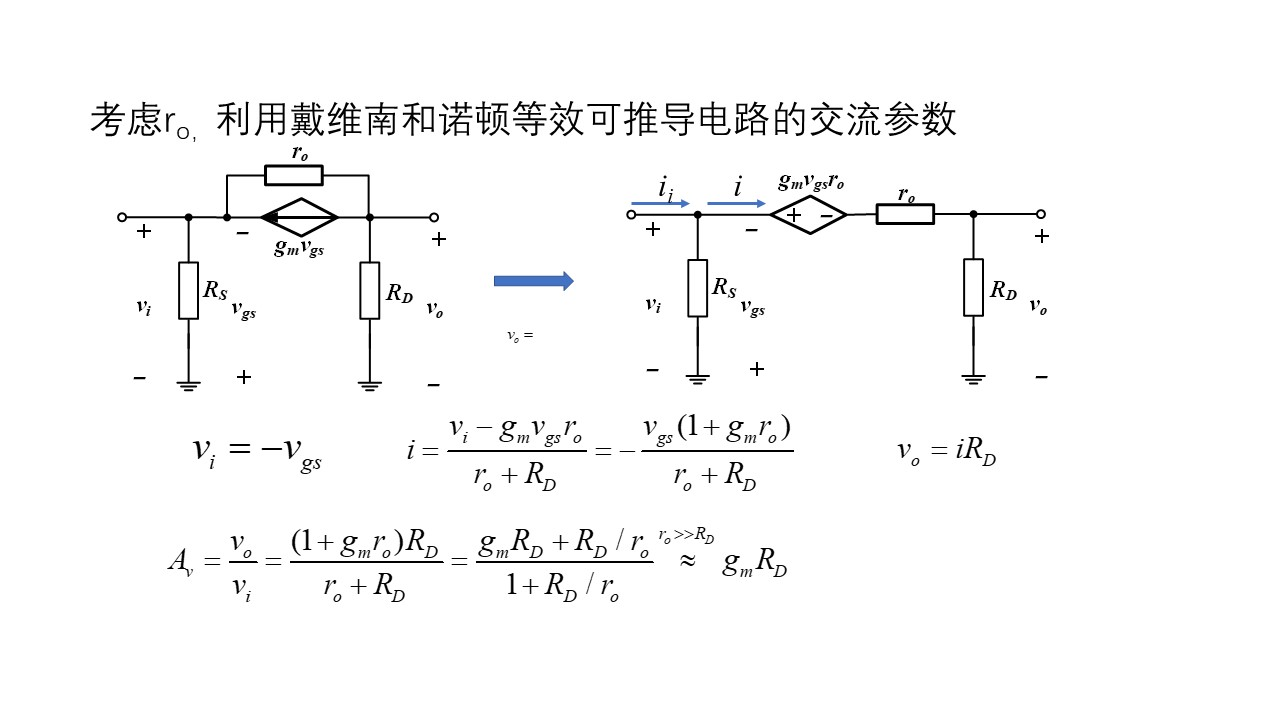 考虑rO，利用戴维南和诺顿等效可推导电路的交流参数
ro
+ − gmvgs +
vi RS vgs RD vo
− + −
vo =
ii i gmvgsro ro
+ − + − +
vi RS vgs RD vo
− + −
vi = −vgs
i = (vi − gmvgsro)/(ro + RD) = −vgs(1 + gmro)/(ro + RD)
vo = iRD
Av = vo/vi = (1 + gmro)RD/(ro + RD) = (gmRD + RD / ro)/(1 + RD / ro) ro>>RD ≈ gmRD